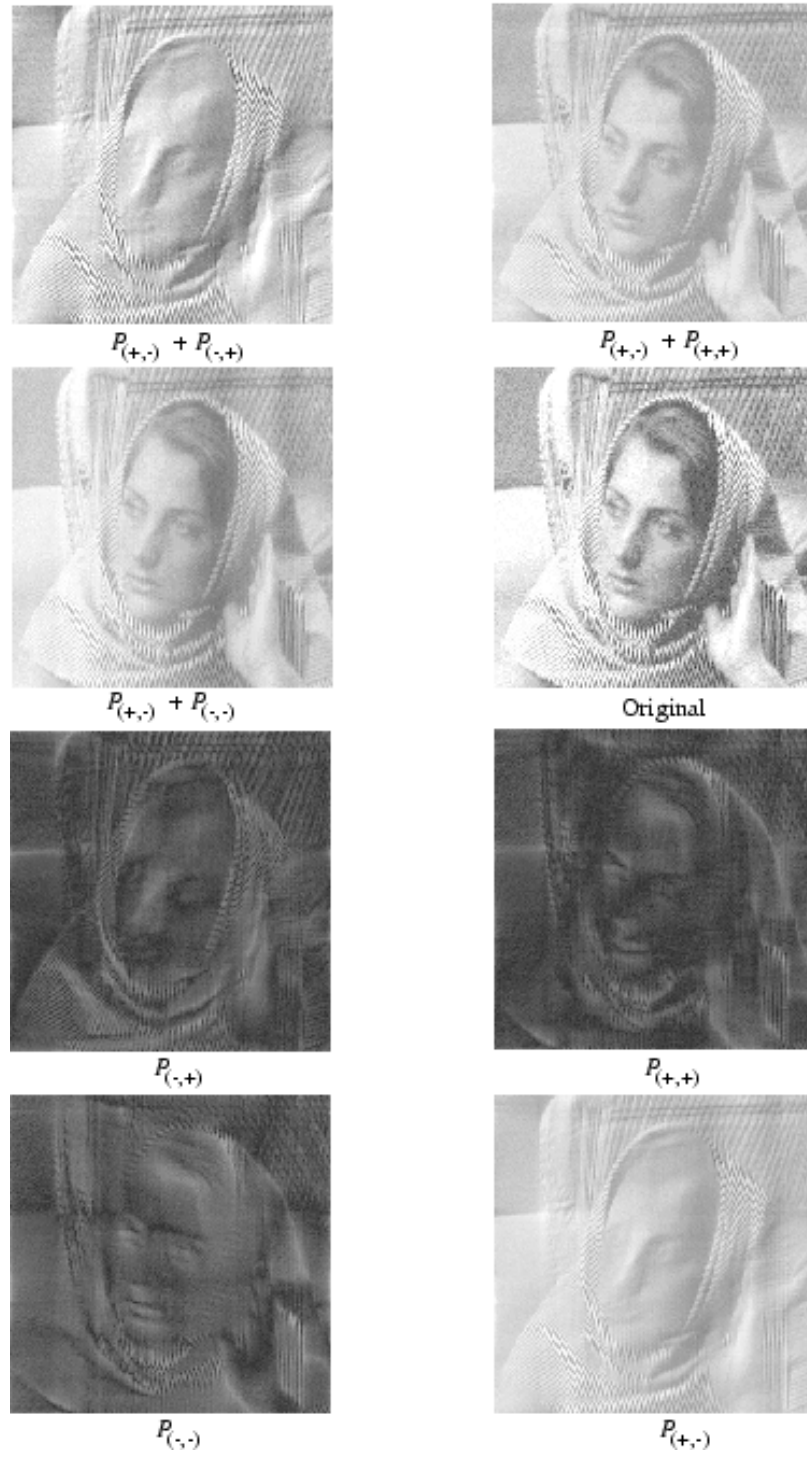 P(+,-) + P(-,+)
P(+,-) + P(+,+)
P(+,-) + P(-,-)
Original
P(-,+)
P(+,+)
P(-,-)
P(+,-)